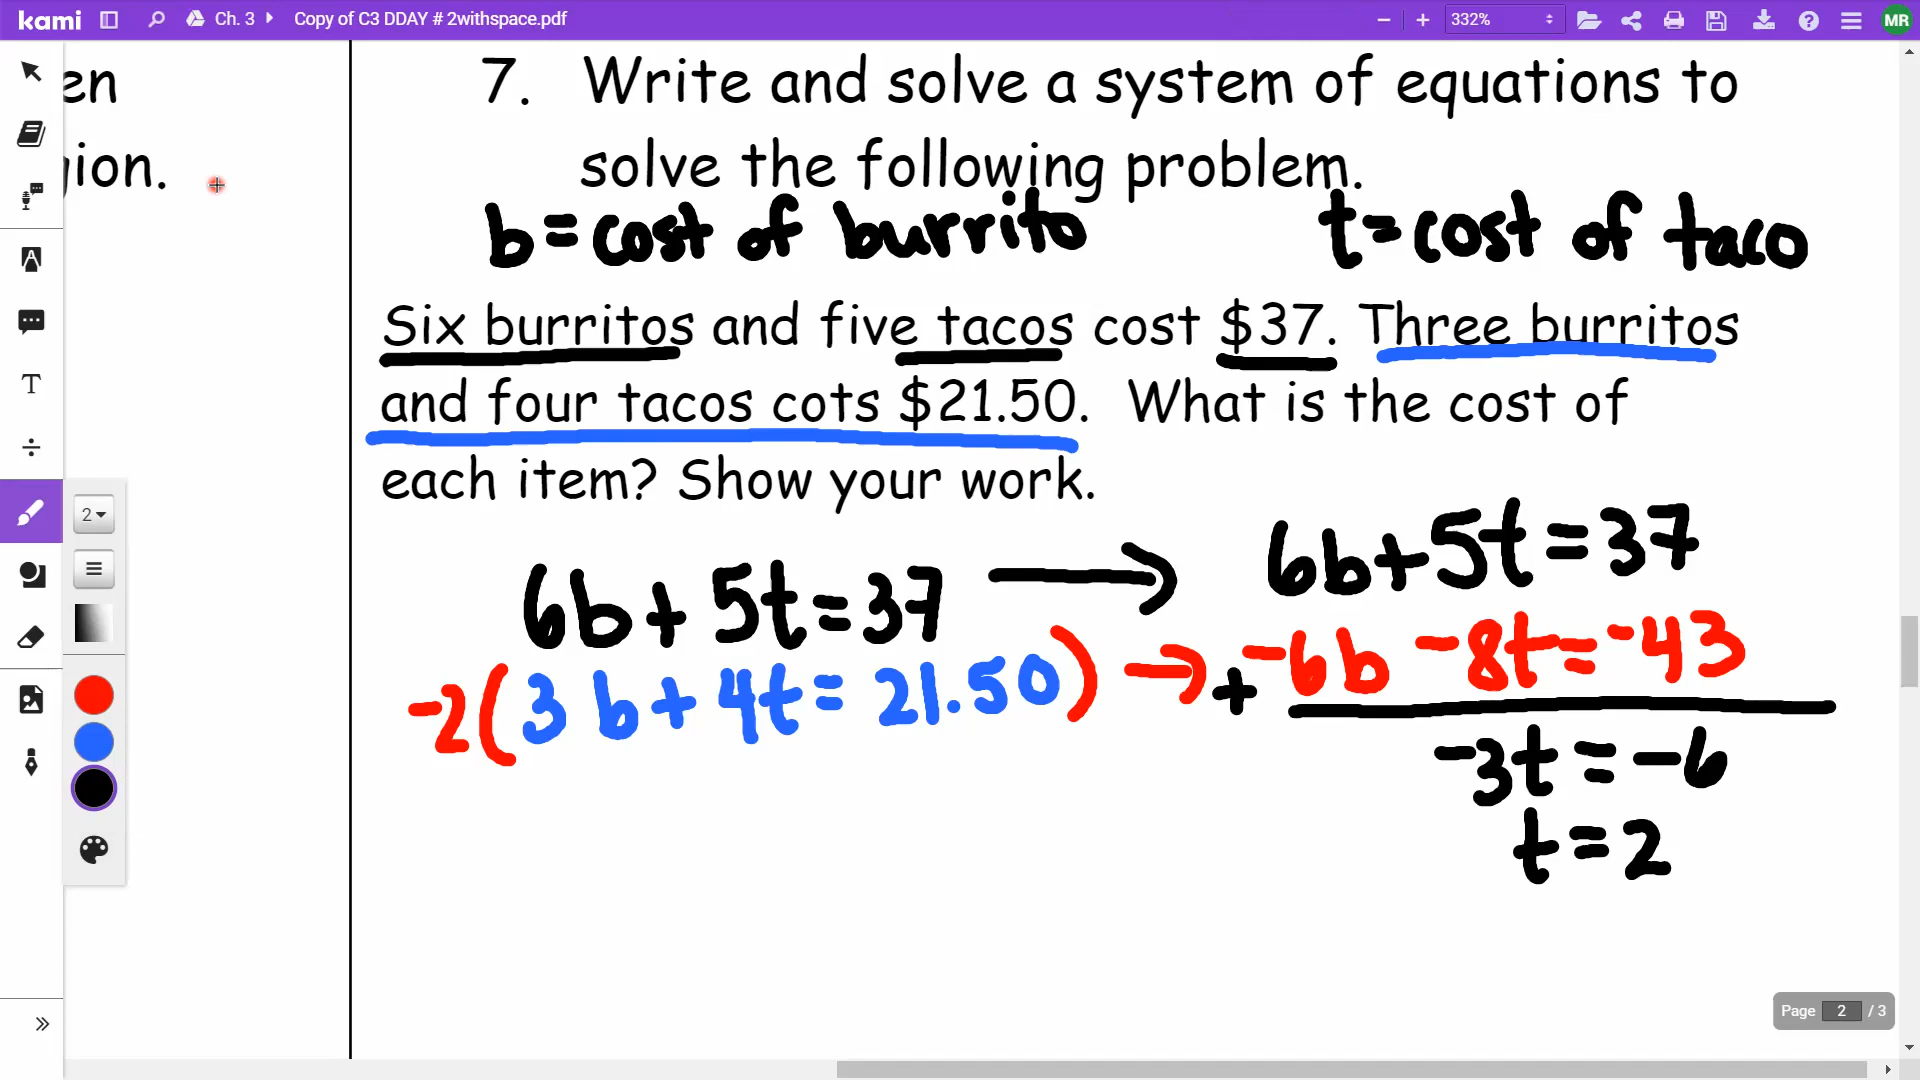 kami Ch. 3 Copy of C3 DDAY # 2withspace.pdf 332% MR
en
gion.
7. Write and solve a system of equations to
solve the following problem.
b=cost of burrito t=cost of taco
Six burritos and five tacos cost $37. Three burritos
and four tacos cots $21.50. What is the cost of
each item? Show your work.
2
6b+5t=37 → 6b+5t=37
-2(3b+4t=21.50) → + -6b -8t=-43
-3t=-6
t=2
Page 2 / 3